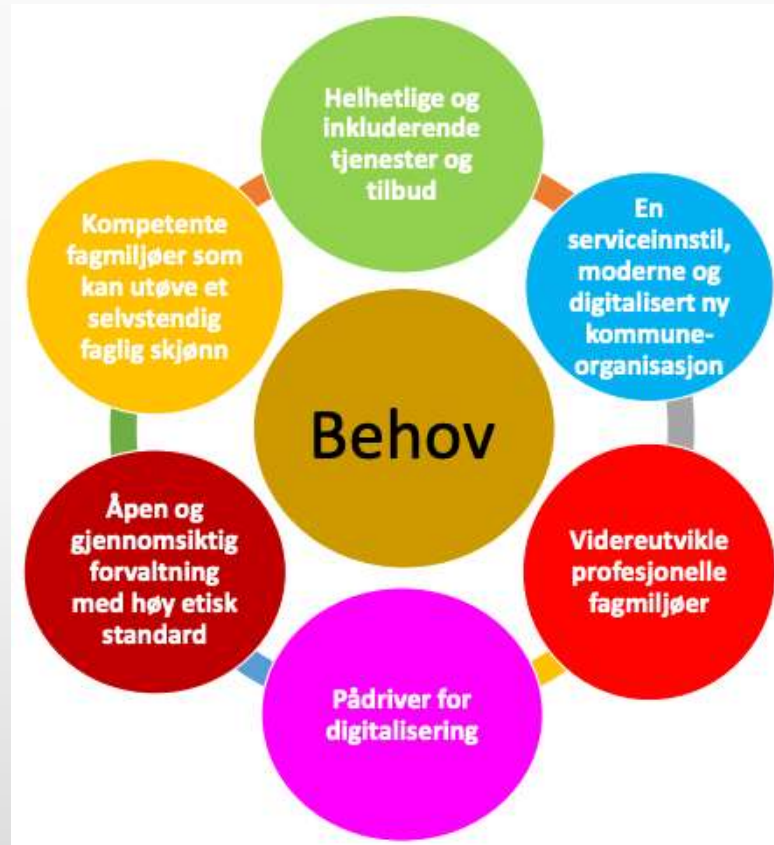 Helhetlige og
inkluderende
tjenester og
tilbud
En
serviceinnstil,
moderne og
digitalisert ny
kommune-
organisasjon
Videreutvikle
profesjonelle
fagmiljøer
Pådriver for
digitalisering
Åpen og
gjennomsiktig
forvaltning
med høy etisk
standard
Kompetente
fagmiljøer som
kan utøve et
selvstendig
faglig skjønn
Behov